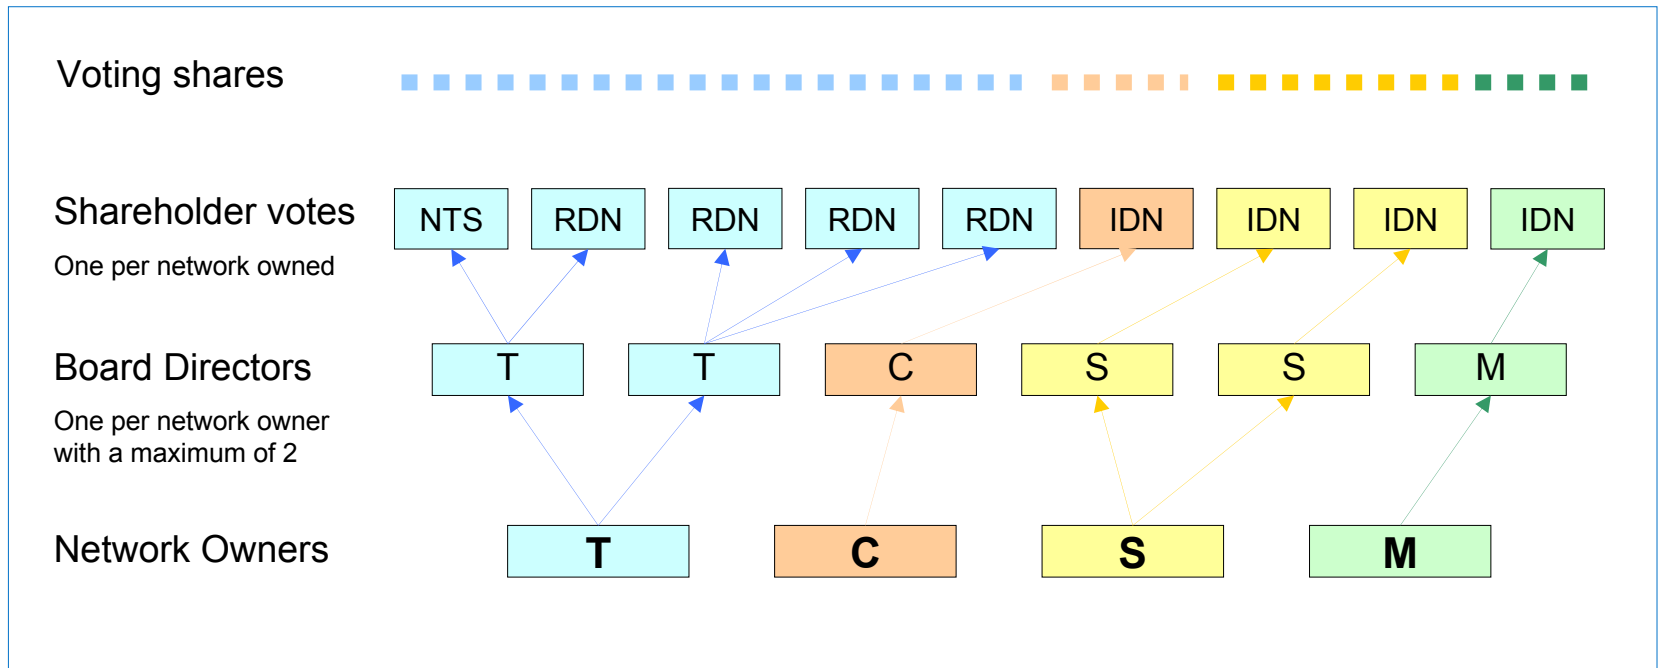 Voting shares
Shareholder votes
One per network owned
NTS RDN RDN RDN RDN IDN IDN IDN IDN
Board Directors
One per network owner
with a maximum of 2
T T C S S M
Network Owners
T C S M